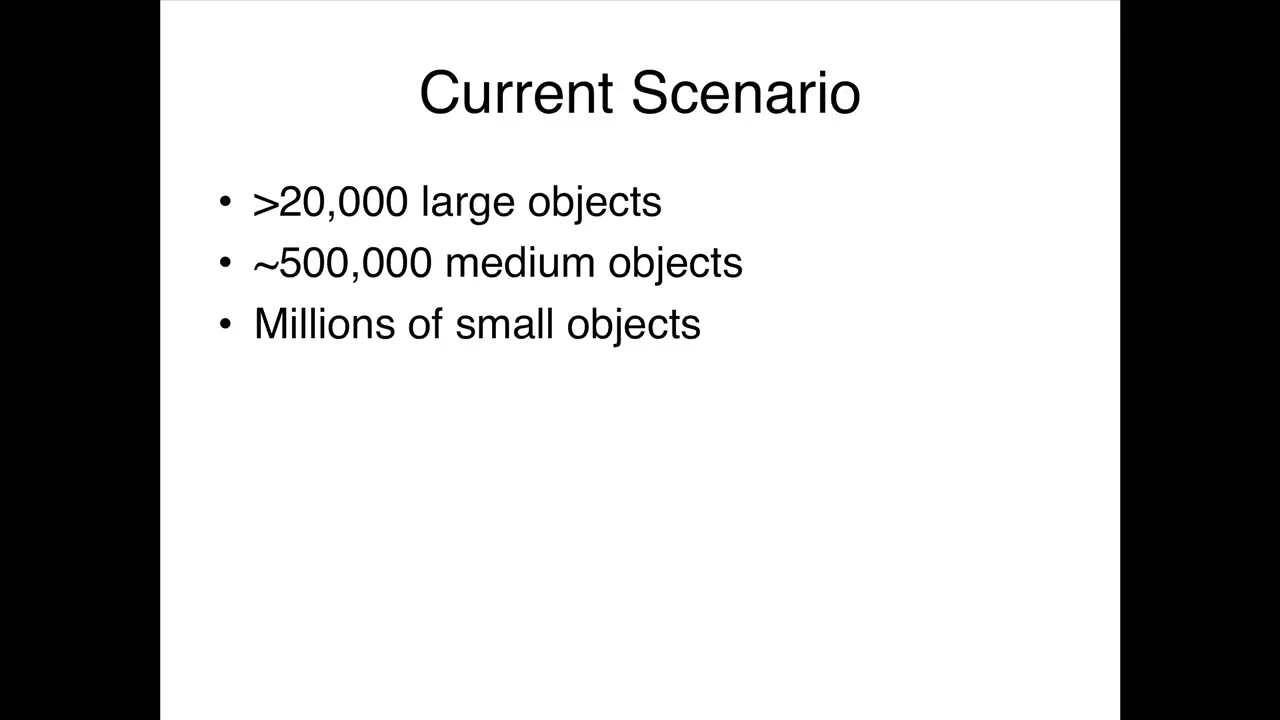 Current Scenario
• >20,000 large objects
• ~500,000 medium objects
• Millions of small objects